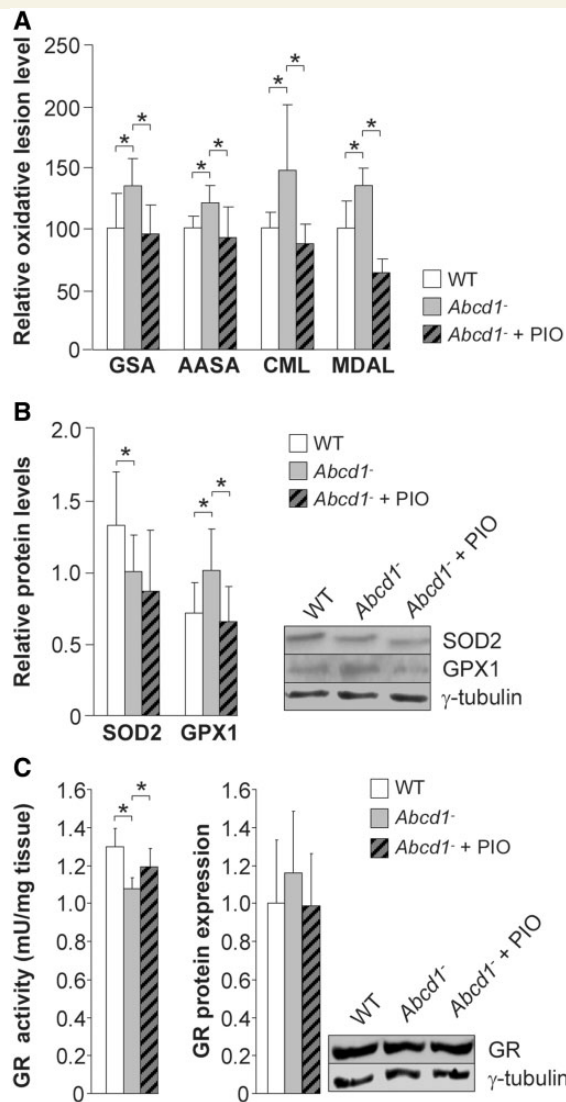 A
Relative oxidative lesion level
250
200
150
100
50
0
* * * * * * * *
GSA AASA CML MDAL
WT
Abcd1-
Abcd1- + PIO
B
Relative protein levels
2.0
1.5
1.0
0.5
0
* * *
SOD2 GPX1
WT
Abcd1-
Abcd1- + PIO
WT Abcd1- Abcd1- + PIO
SOD2
GPX1
γ-tubulin
C
GR activity (mU/mg tissue)
1.6
1.4
1.2
1.0
0.8
0.6
0.4
0.2
0
* *
GR protein expression
1.6
1.4
1.2
1.0
0.8
0.6
0.4
0.2
0
WT
Abcd1-
Abcd1- + PIO
WT Abcd1- Abcd1- + PIO
GR
γ-tubulin